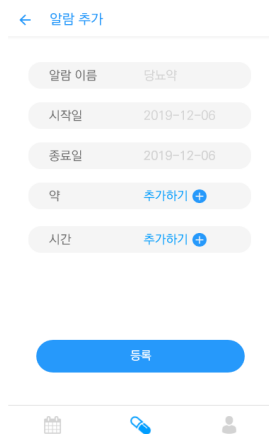 알람 추가
알람 이름 당뇨약
시작일 2019-12-06
종료일 2019-12-06
약 추가하기
시간 추가하기
등록